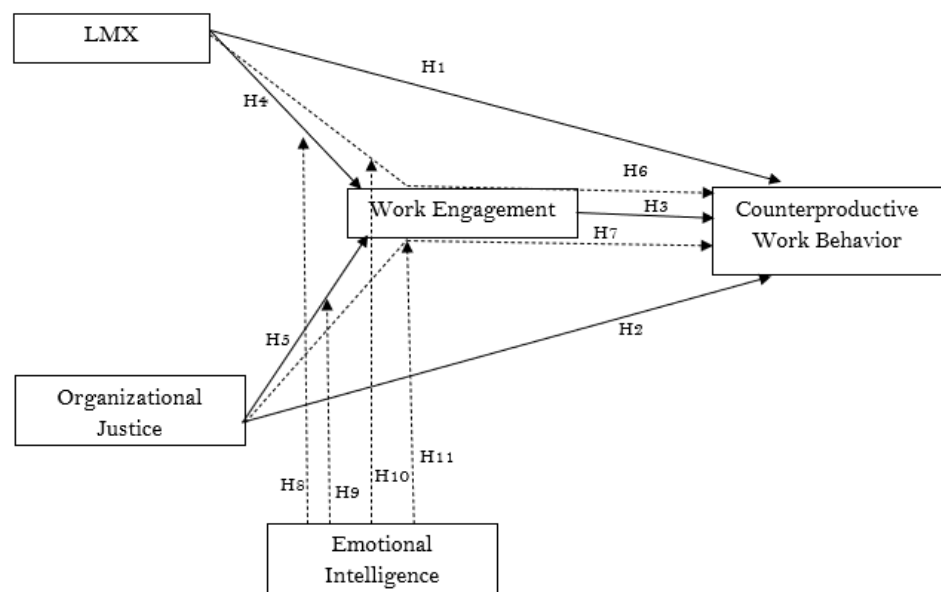 LMX
H1
H4
H6
Work Engagement
H3
H7
Counterproductive
Work Behavior
H5
H2
Organizational
Justice
H8
H9
H10
H11
Emotional
Intelligence